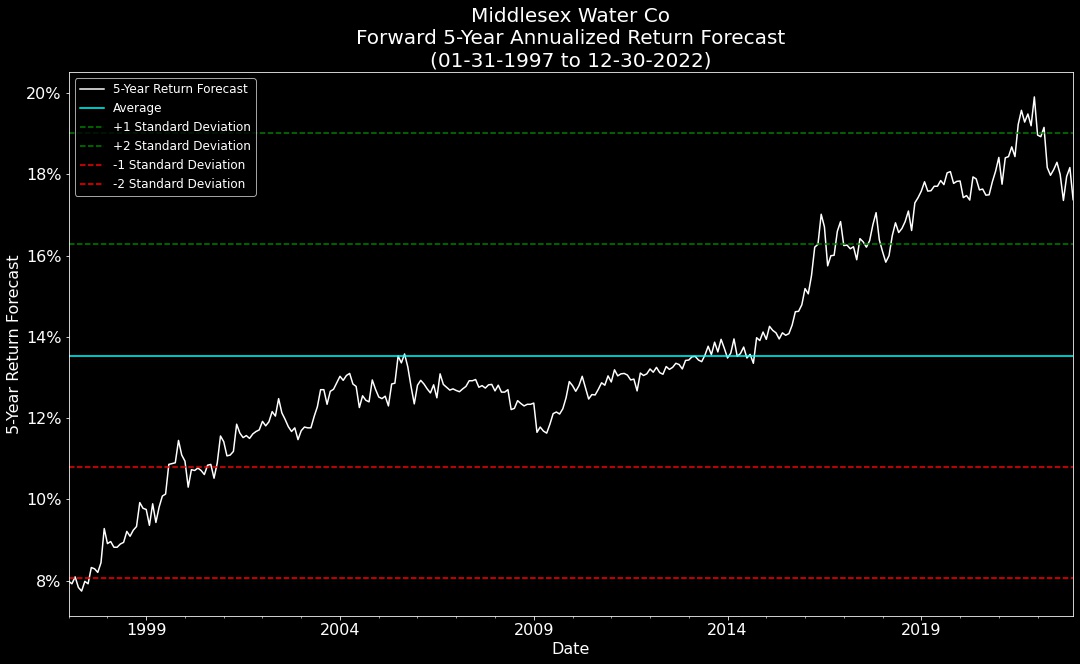 Middlesex Water Co
Forward 5-Year Annualized Return Forecast
(01-31-1997 to 12-30-2022)
5-Year Return Forecast
Average
+1 Standard Deviation
+2 Standard Deviation
-1 Standard Deviation
-2 Standard Deviation
20%
18%
16%
14%
12%
10%
8%
5-Year Return Forecast
1999
2004
2009
2014
2019
Date